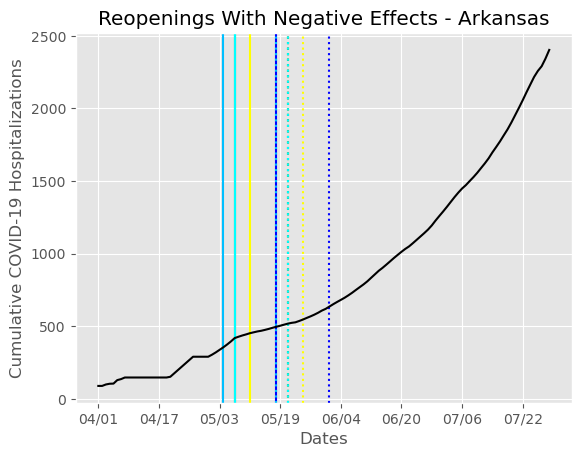 Reopenings With Negative Effects - Arkansas
Cumulative COVID-19 Hospitalizations
2500
2000
1500
1000
500
0
04/01 04/17 05/03 05/19 06/04 06/20 07/06 07/22
Dates